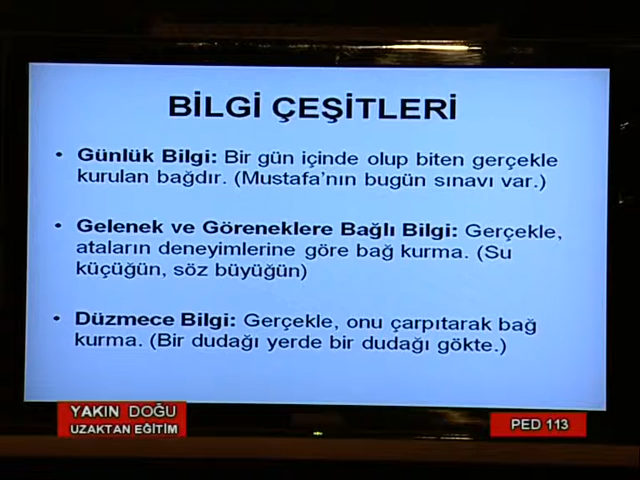 BİLGİ ÇEŞİTLERİ
• Günlük Bilgi: Bir gün içinde olup biten gerçekle
kurulan bağdır. (Mustafa'nın bugün sınavı var.)
• Gelenek ve Göreneklere Bağlı Bilgi: Gerçekle,
ataların deneyimlerine göre bağ kurma. (Su
küçüğün, söz büyüğün)
• Düzmece Bilgi: Gerçekle, onu çarpıtarak bağ
kurma. (Bir dudağı yerde bir dudağı gökte.)
YAKIN DOĞU
UZAKTAN EĞİTİM
PED 113